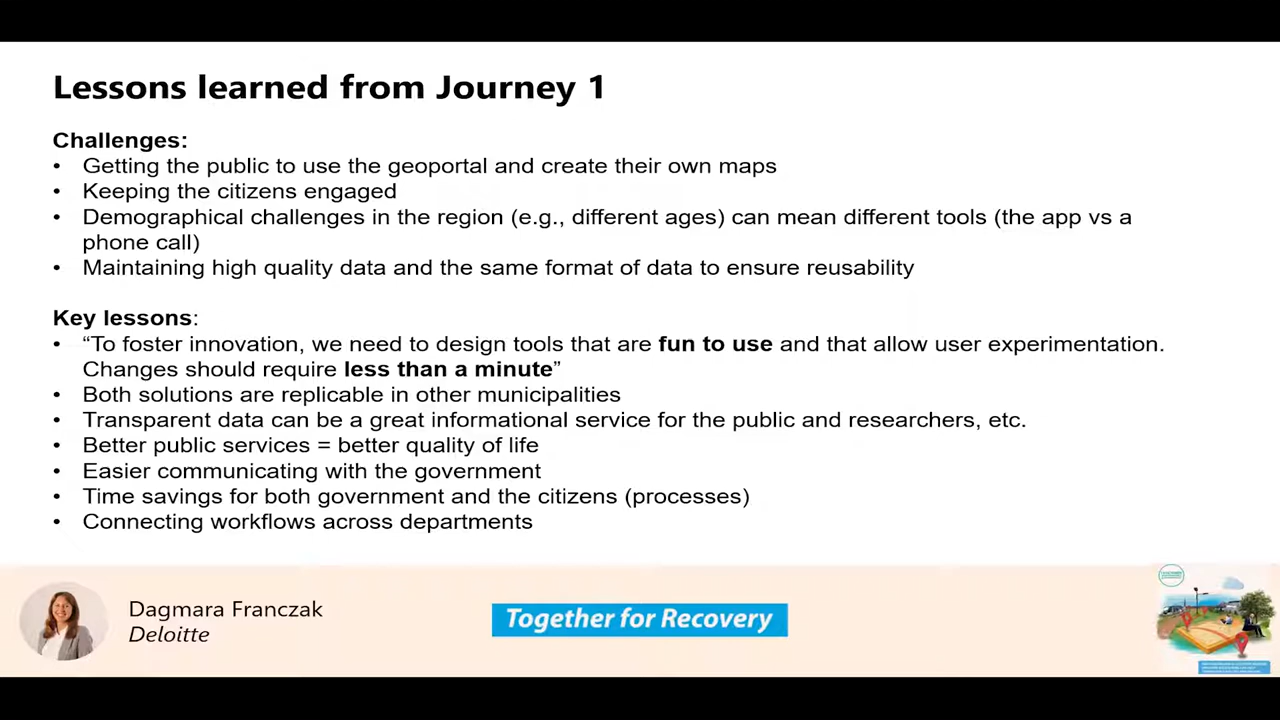 Lessons learned from Journey 1
Challenges:
• Getting the public to use the geoportal and create their own maps
• Keeping the citizens engaged
• Demographical challenges in the region (e.g., different ages) can mean different tools (the app vs a
phone call)
• Maintaining high quality data and the same format of data to ensure reusability
Key lessons:
• “To foster innovation, we need to design tools that are fun to use and that allow user experimentation.
Changes should require less than a minute”
• Both solutions are replicable in other municipalities
• Transparent data can be a great informational service for the public and researchers, etc.
• Better public services = better quality of life
• Easier communicating with the government
• Time savings for both government and the citizens (processes)
• Connecting workflows across departments
Dagmara Franczak
Deloitte
Together for Recovery